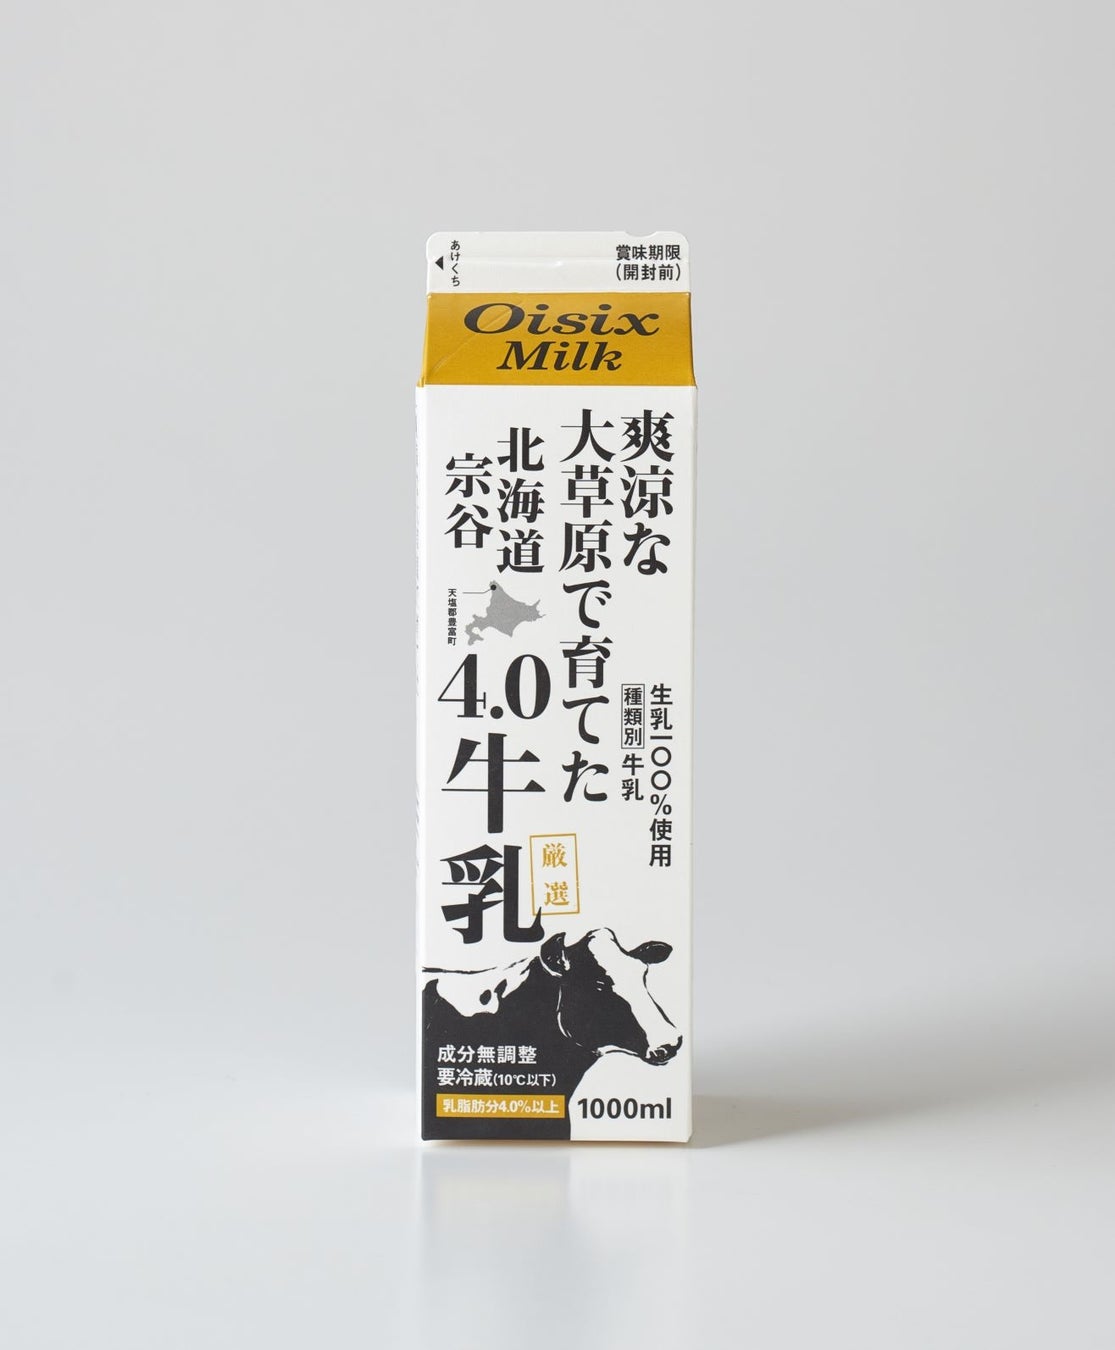 あけくち
賞味期限
(開封前)
Oisix
Milk
爽涼な
大草原で育てた
北海道
宗谷
天塩郡豊富町
4.0
牛乳
生乳一〇〇%使用
種類別 牛乳
厳選
成分無調整
要冷蔵(10℃以下)
乳脂肪分4.0%以上
1000ml